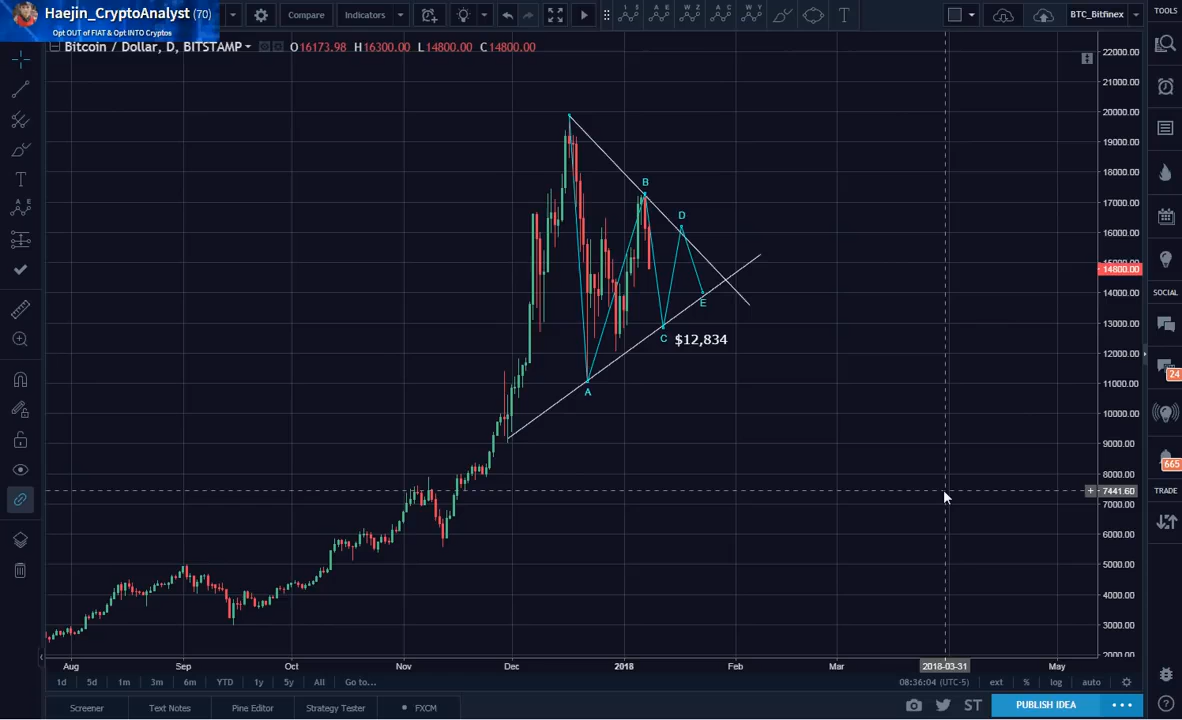 Haejin_CryptoAnalyst (70)
Opt OUT of FIAT & Opt INTO Cryptos
Compare
Indicators
BTC_Bitfinex
TOOLS
Bitcoin / Dollar, D, BITSTAMP
O16173.98 H16300.00 L14800.00 C14800.00
22000.00
21000.00
20000.00
19000.00
18000.00
17000.00
16000.00
15000.00
14800.00
14000.00
13000.00
12000.00
11000.00
10000.00
9000.00
8000.00
7441.60
7000.00
6000.00
5000.00
4000.00
3000.00
2000.00
B
D
E
C $12,834
A
SOCIAL
24
665
TRADE
Aug Sep Oct Nov Dec 2018 Feb Mar 2018-03-31 May
1d 5d 1m 3m 6m YTD 1y 5y All Go to...
08:36:04 (UTC-5) ext % log auto
Screener Text Notes Pine Editor Strategy Tester FXCM
ST PUBLISH IDEA